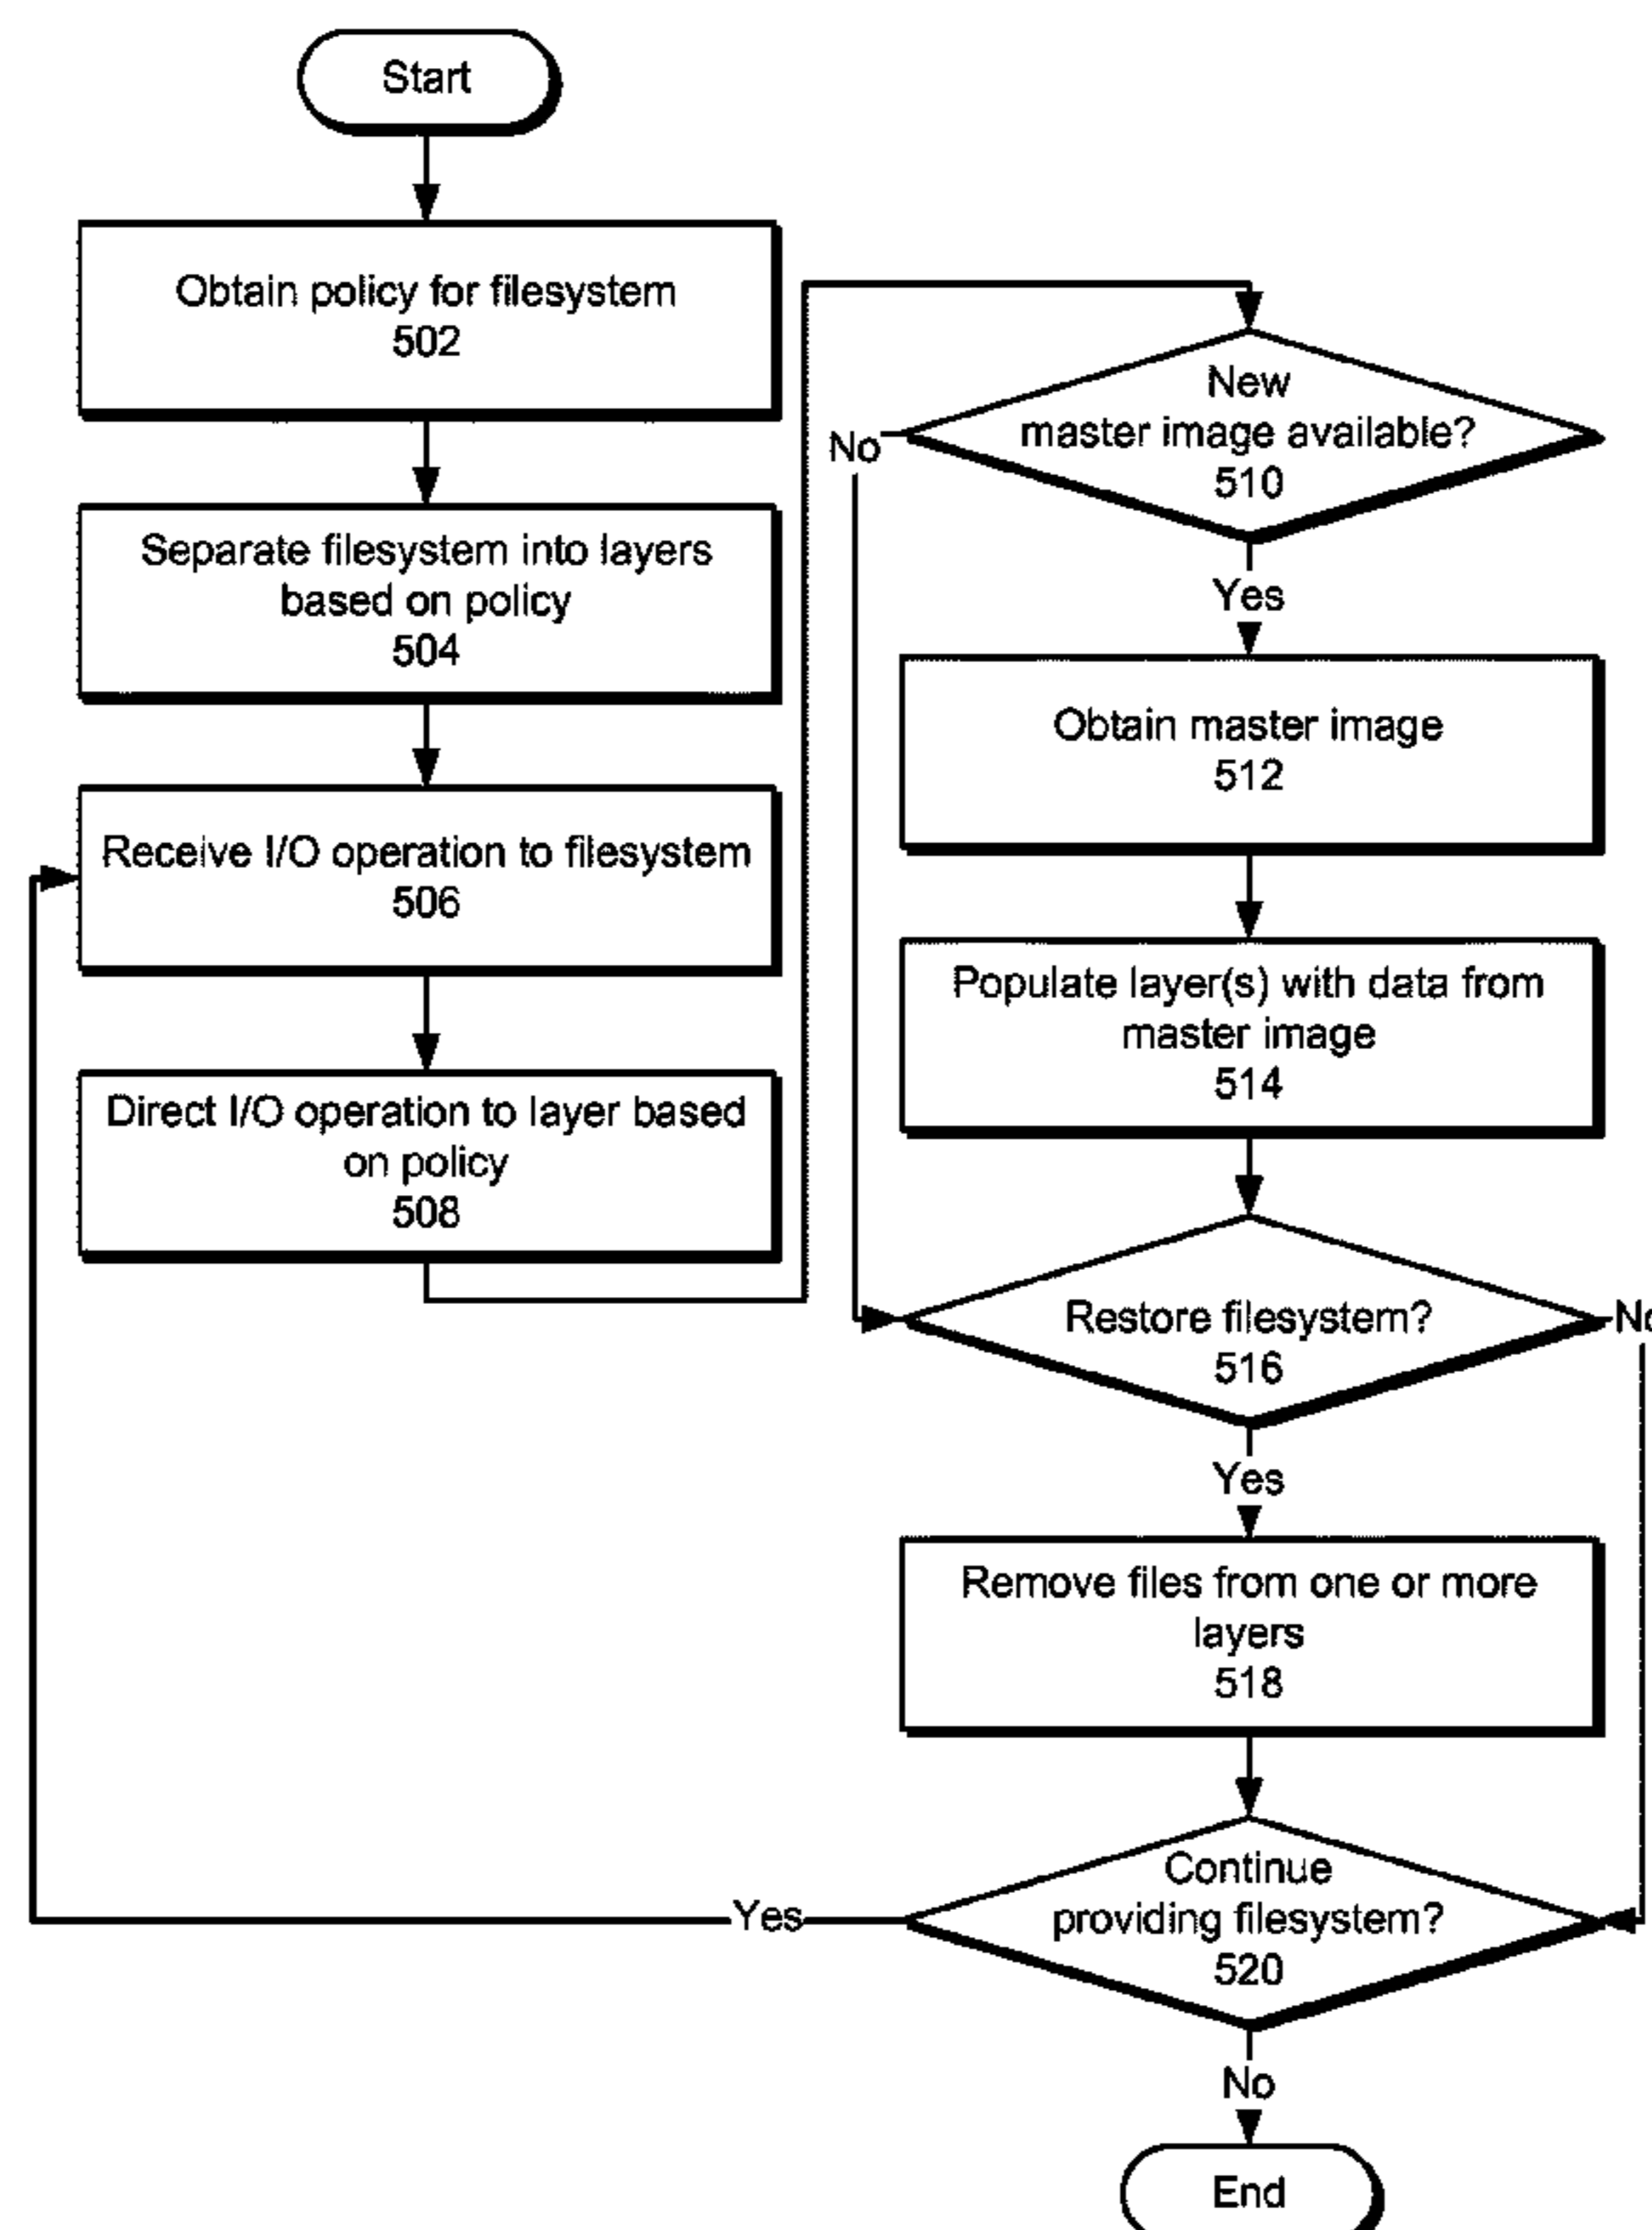 Start
Obtain policy for filesystem
502
Separate filesystem into layers
based on policy
504
Receive I/O operation to filesystem
506
Direct I/O operation to layer based
on policy
508
New
master image available?
510
No
Yes
Obtain master image
512
Populate layer(s) with data from
master image
514
Restore filesystem?
516
No
Yes
Remove files from one or more
layers
518
Continue
providing filesystem?
520
Yes
No
End